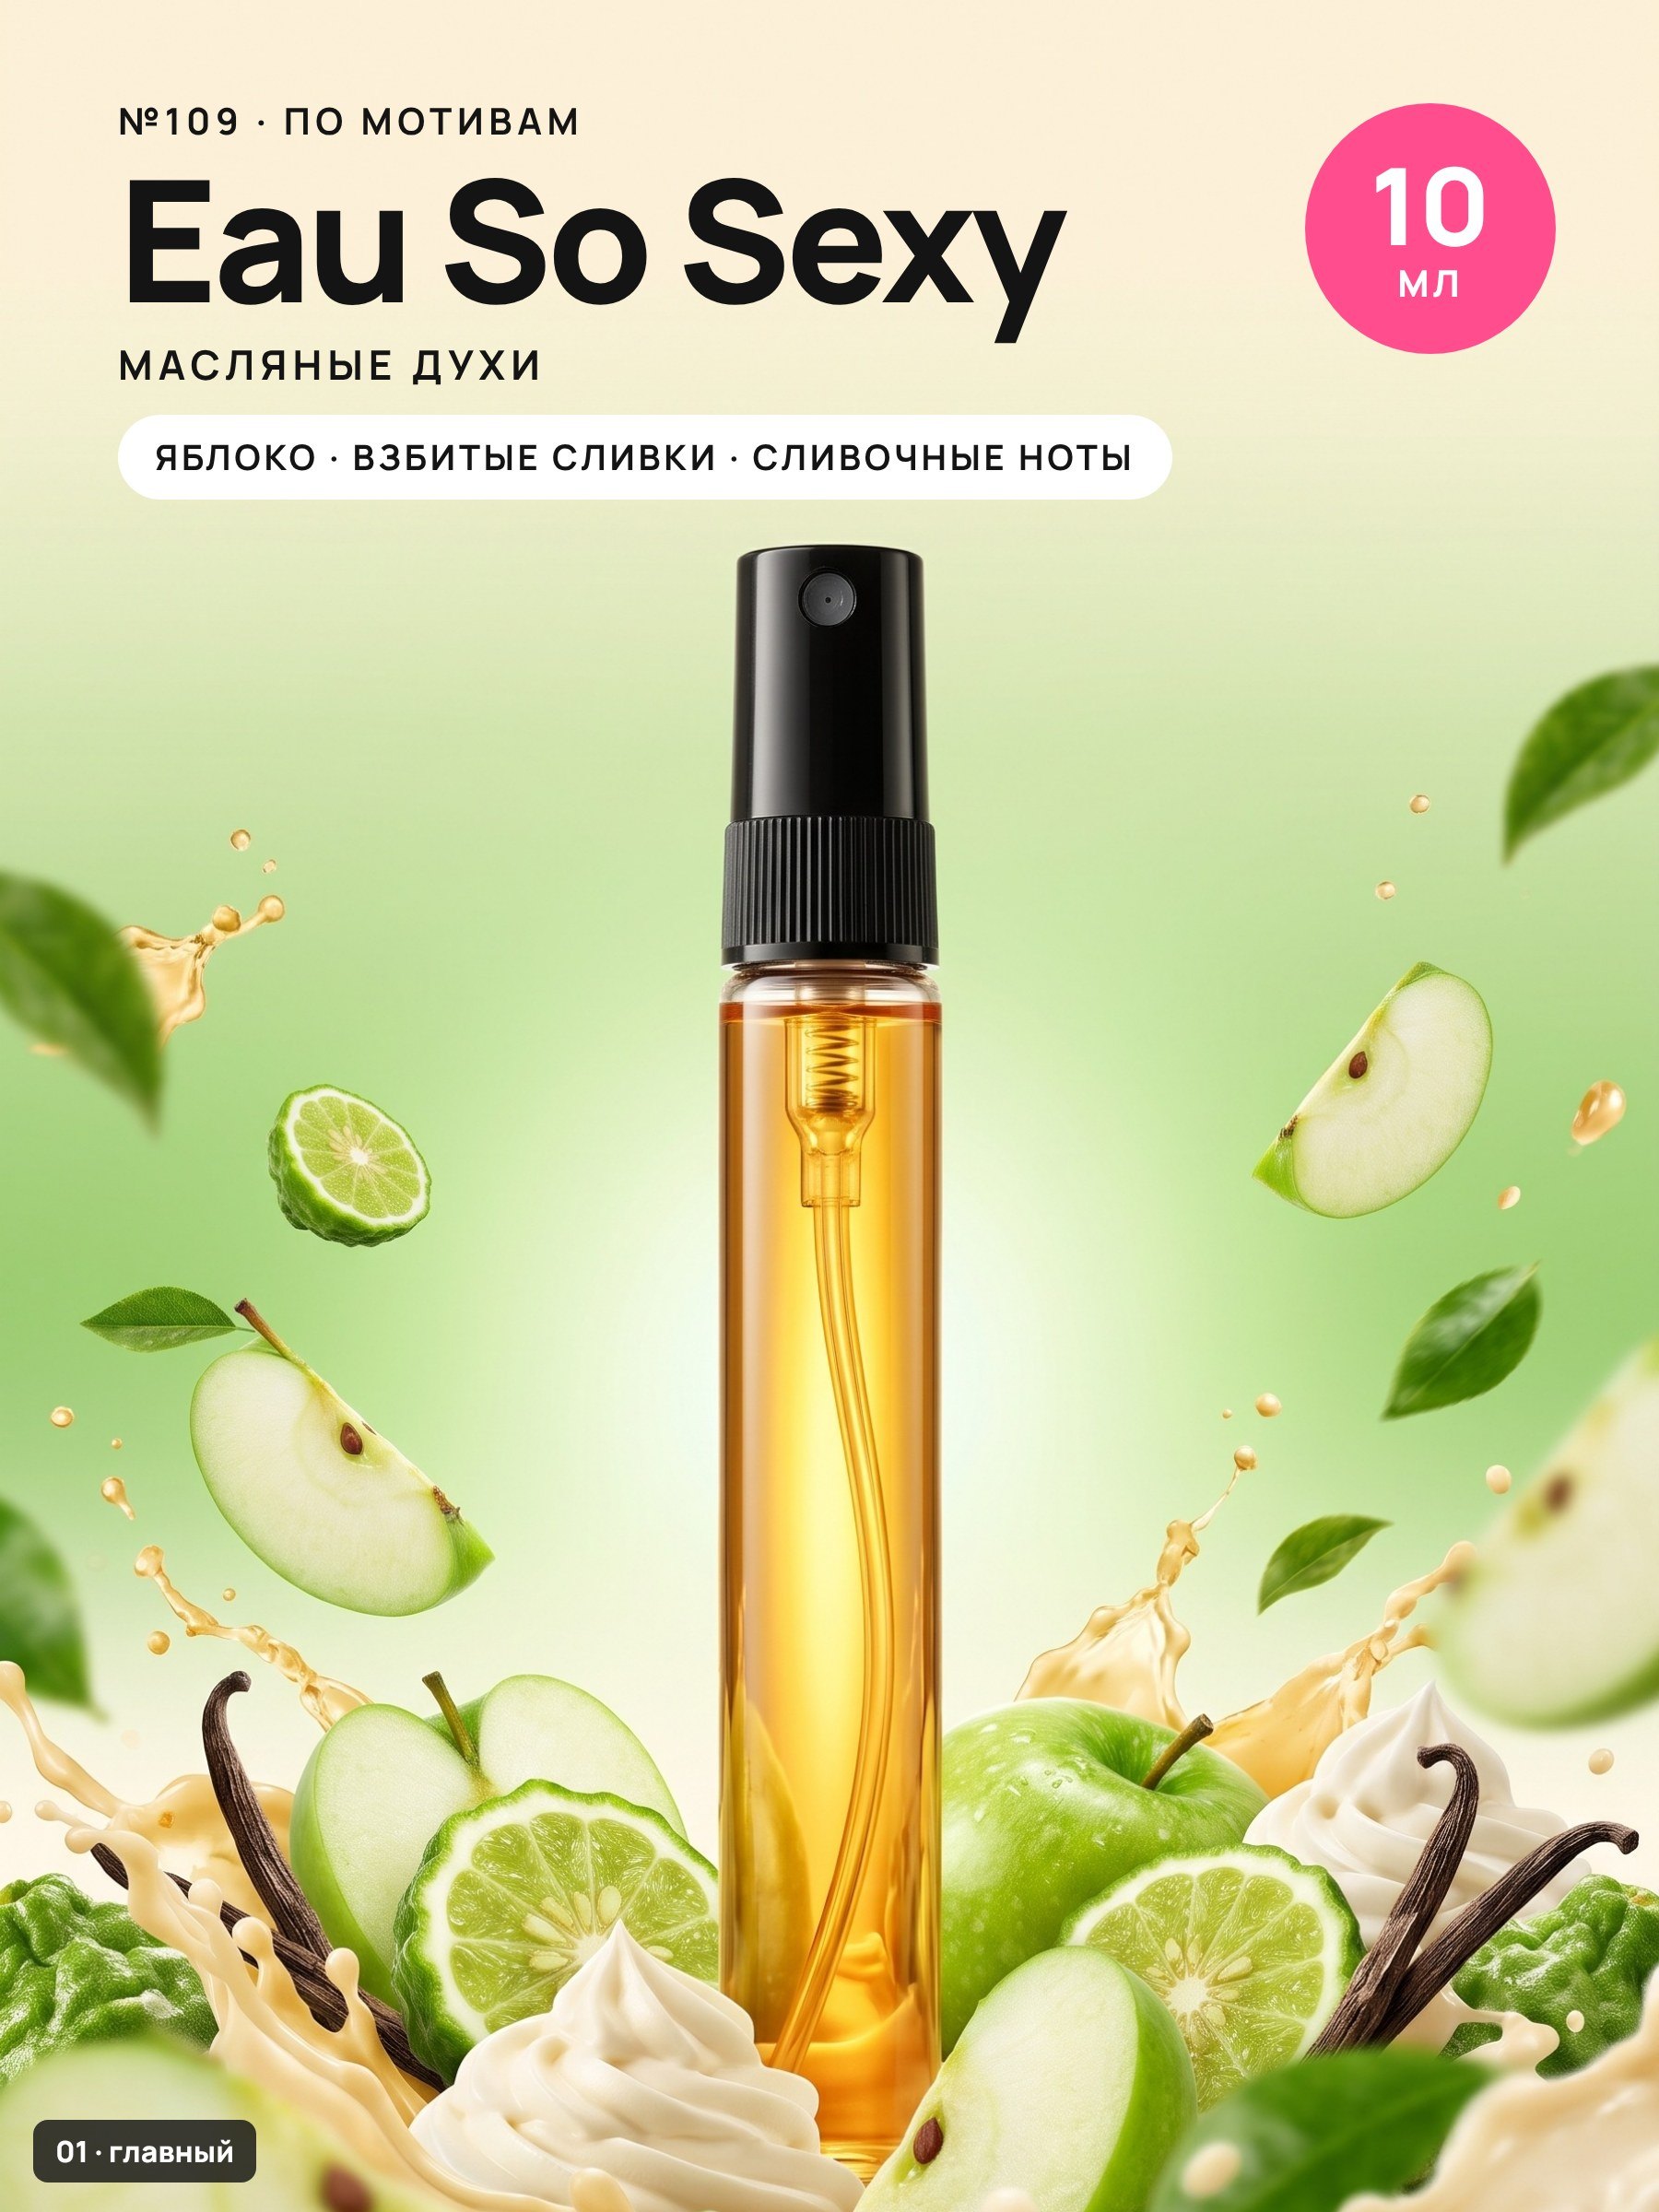 №109 · ПО МОТИВАМ
Eau So Sexy
МАСЛЯНЫЕ ДУХИ
ЯБЛОКО · ВЗБИТЫЕ СЛИВКИ · СЛИВОЧНЫЕ НОТЫ
10
МЛ
01 · главный